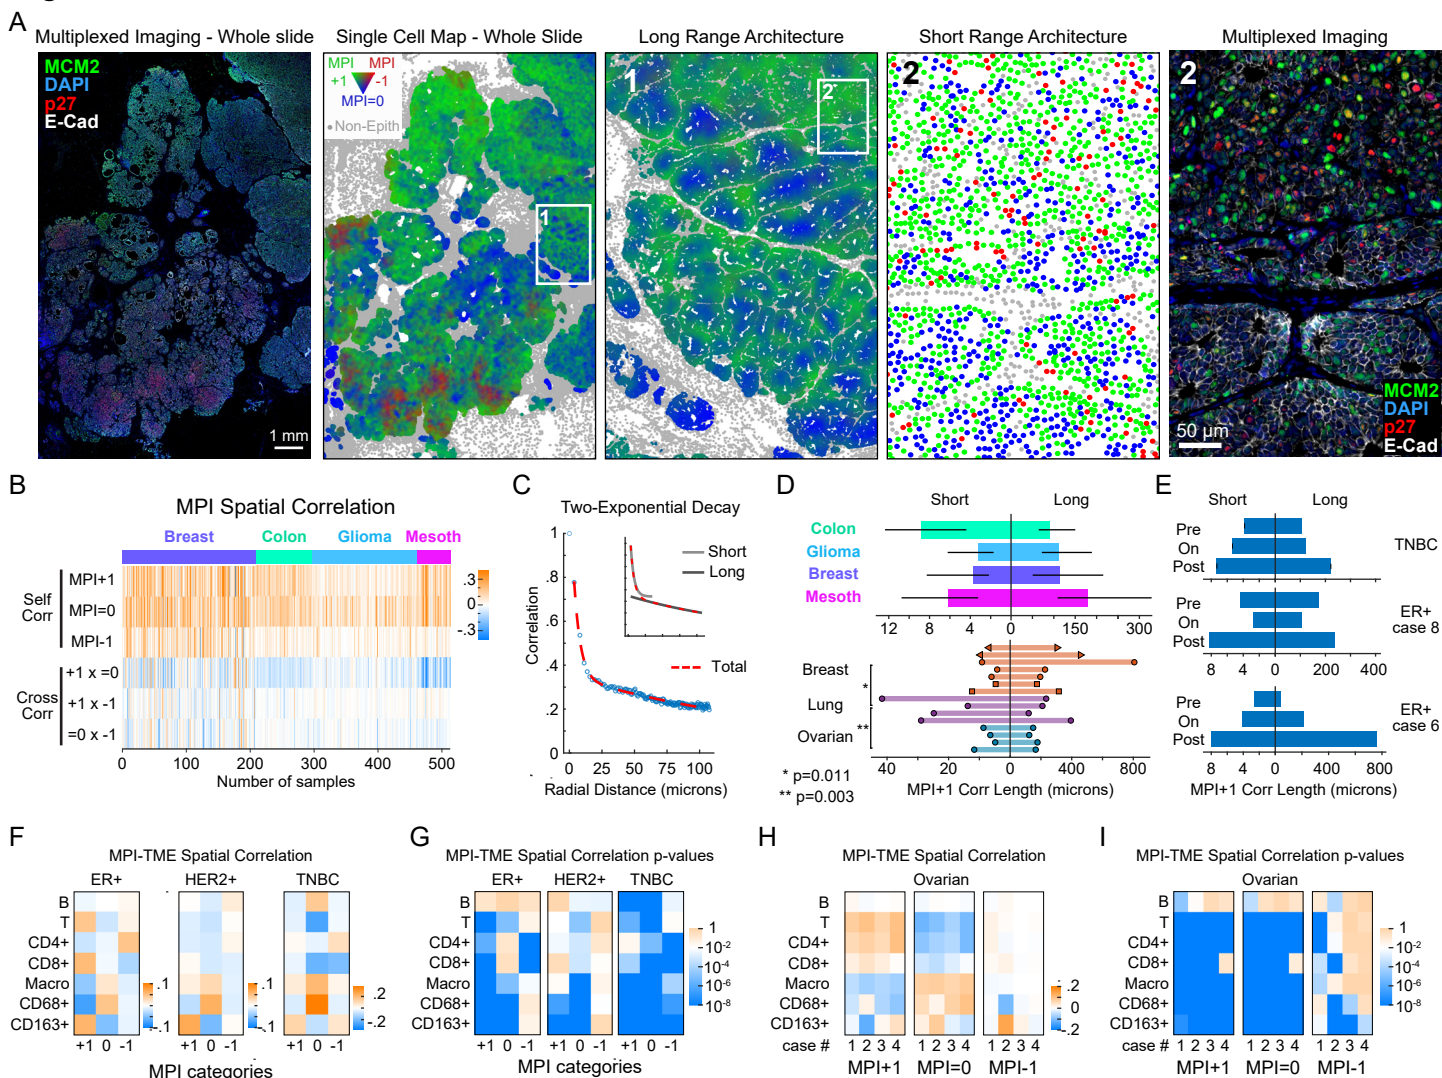 A
Multiplexed Imaging - Whole slide
Single Cell Map - Whole Slide
Long Range Architecture
Short Range Architecture
Multiplexed Imaging
MCM2
DAPI
p27
E-Cad
1 mm
MPI MPI
+1 -1
MPI=0
Non-Epith
1
1
2
2
2
50 µm
MCM2
DAPI
p27
E-Cad
B
MPI Spatial Correlation
Breast Colon Glioma Mesoth
Self Corr
MPI+1
MPI=0
MPI-1
Cross Corr
+1 x =0
+1 x -1
=0 x -1
.3
0
-.3
0 100 200 300 400 500
Number of samples
C
Two-Exponential Decay
Correlation
1
.8
.6
.4
.2
0
Short
Long
Total
0 25 50 75 100
Radial Distance (microns)
D
Short Long
Colon
Glioma
Breast
Mesoth
12 8 4 0 150 300
Breast
Lung
Ovarian
*
**
* p=0.011
** p=0.003
40 20 0 400 800
MPI+1 Corr Length (microns)
E
Short Long
Pre
On
Post
TNBC
Pre
On
Post
ER+
case 8
8 4 0 200 400
Pre
On
Post
ER+
case 6
8 4 0 400 800
MPI+1 Corr Length (microns)
F
MPI-TME Spatial Correlation
ER+ HER2+ TNBC
B
T
CD4+
CD8+
Macro
CD68+
CD163+
.1
-.1
.1
-.1
.2
-.2
+1 0 -1 +1 0 -1 +1 0 -1
MPI categories
G
MPI-TME Spatial Correlation p-values
ER+ HER2+ TNBC
B
T
CD4+
CD8+
Macro
CD68+
CD163+
1
10-2
10-4
10-6
10-8
+1 0 -1 +1 0 -1 +1 0 -1
MPI categories
H
MPI-TME Spatial Correlation
Ovarian
B
T
CD4+
CD8+
Macro
CD68+
CD163+
.2
0
-.2
case # 1 2 3 4 1 2 3 4 1 2 3 4
MPI+1 MPI=0 MPI-1
I
MPI-TME Spatial Correlation p-values
Ovarian
B
T
CD4+
CD8+
Macro
CD68+
CD163+
1
10-2
10-4
10-6
10-8
case # 1 2 3 4 1 2 3 4 1 2 3 4
MPI+1 MPI=0 MPI-1